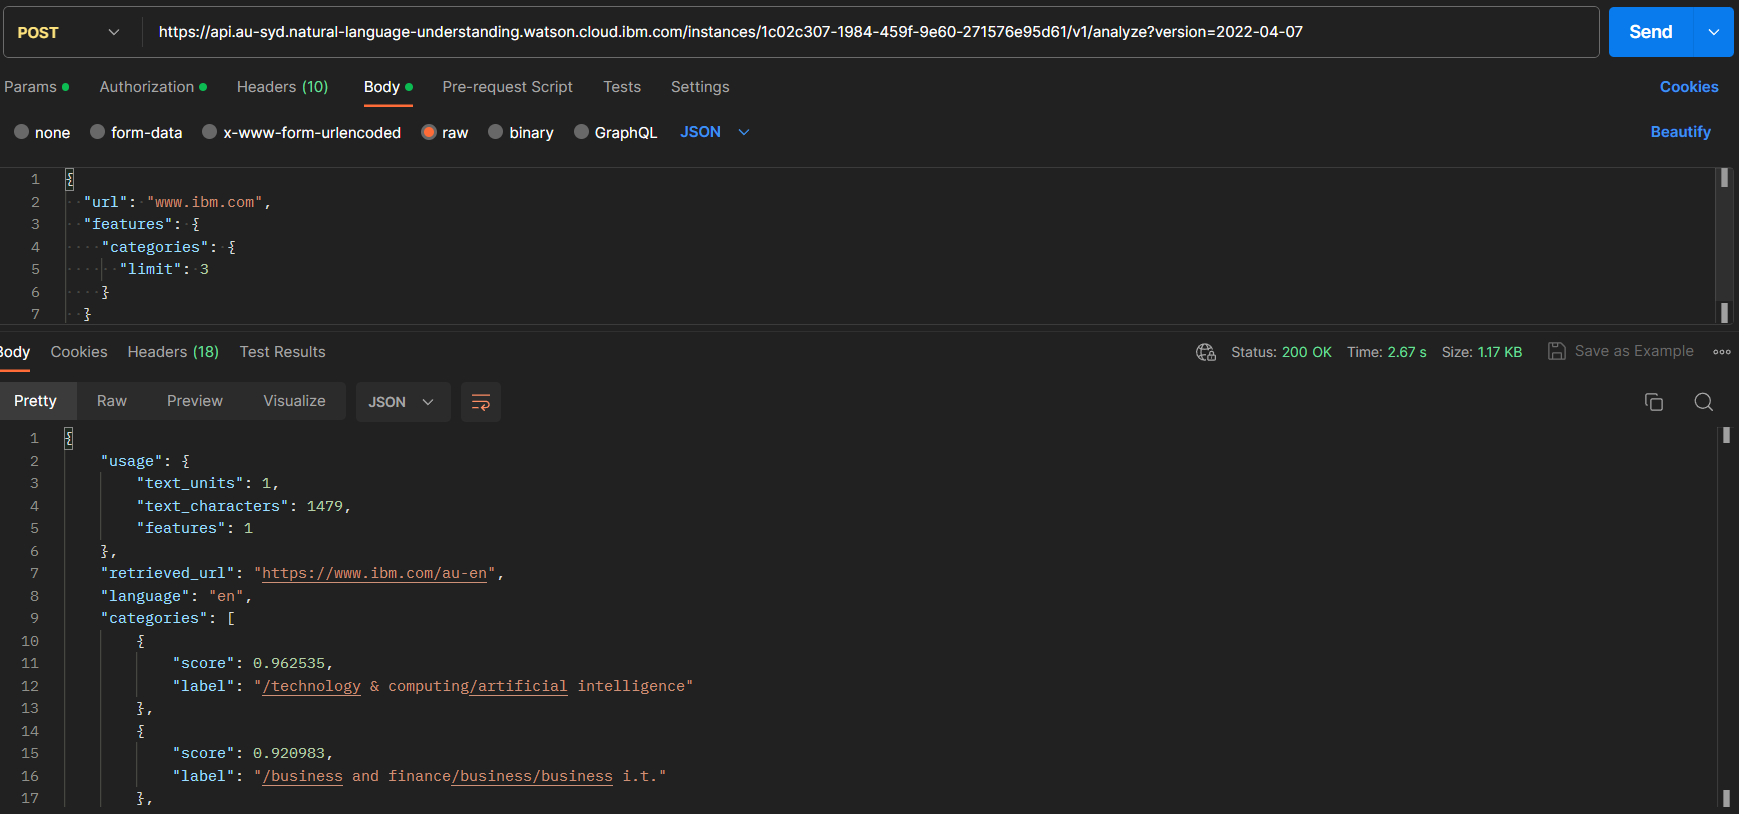 POST https://api.au-syd.natural-language-understanding.watson.cloud.ibm.com/instances/1c02c307-1984-459f-9e60-271576e95d61/v1/analyze?version=2022-04-07 Send
Params Authorization Headers (10) Body Pre-request Script Tests Settings Cookies
none form-data x-www-form-urlencoded raw binary GraphQL JSON Beautify
1 {
2 "url": "www.ibm.com",
3 "features": {
4 "categories": {
5 "limit": 3
6 }
7 }
Body Cookies Headers (18) Test Results Status: 200 OK Time: 2.67 s Size: 1.17 KB Save as Example
Pretty Raw Preview Visualize JSON
1 {
2 "usage": {
3 "text_units": 1,
4 "text_characters": 1479,
5 "features": 1
6 },
7 "retrieved_url": "https://www.ibm.com/au-en",
8 "language": "en",
9 "categories": [
10 {
11 "score": 0.962535,
12 "label": "/technology & computing/artificial intelligence"
13 },
14 {
15 "score": 0.920983,
16 "label": "/business and finance/business/business i.t."
17 },